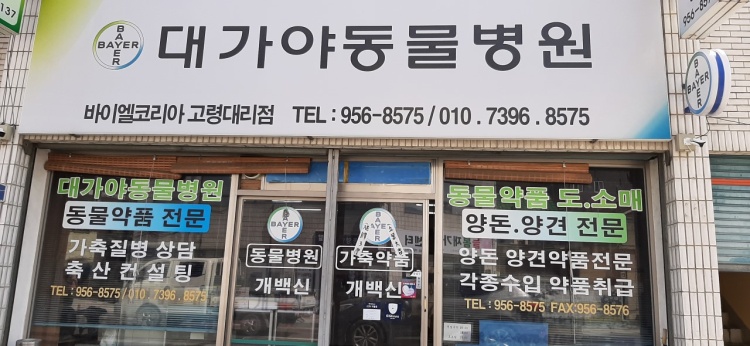 137
BAYER
BAYER
대가야동물병원
바이엘코리아 고령대리점 TEL : 956-8575 / 010 . 7396 . 8575
BAYER
BAYER
대가야동물병원
동물약품 전문
가축질병 상담
축산컨설팅
TEL : 956-8575 / 010 7396 . 8575
BAYER
BAYER
동물병원
개백신
BAYER
가축약품
개백신
동물약품 도.소매
양돈.양견 전문
양돈 양견약품전문
각종수입 약품취급
TEL : 956-8575 FAX:956-8576